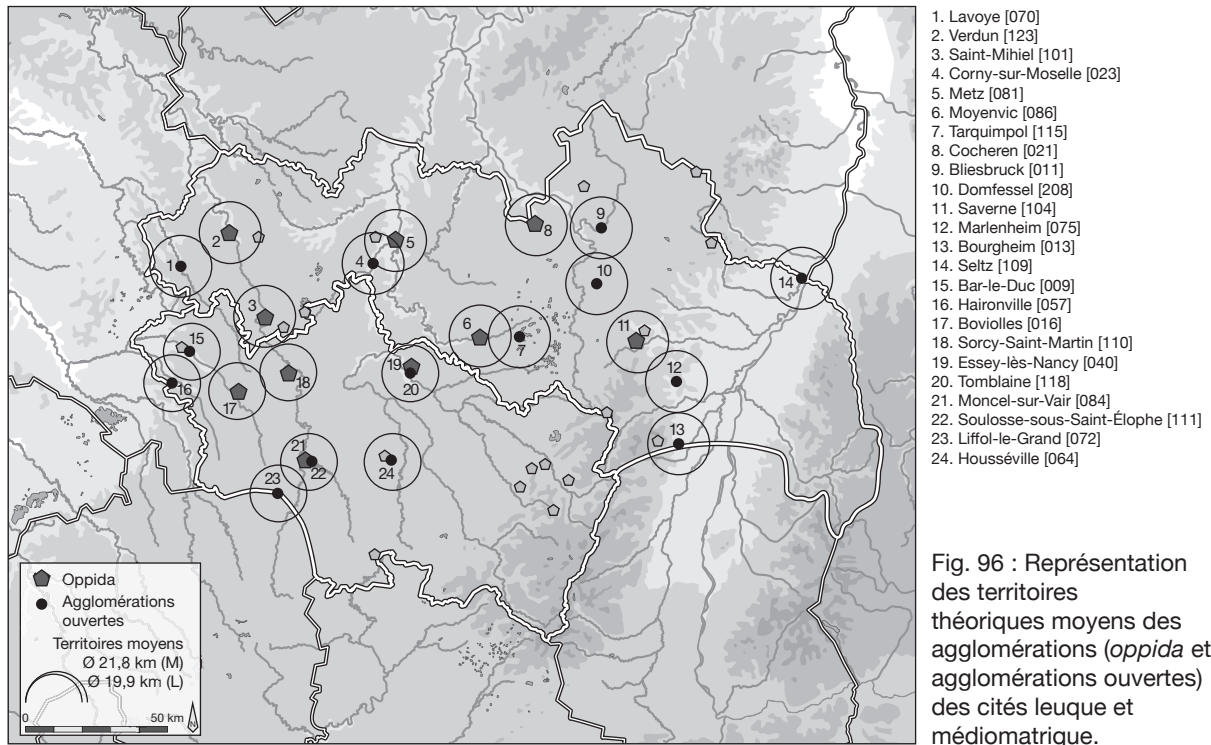 1. Lavoye [070]
2. Verdun [123]
3. Saint-Mihiel [101]
4. Corny-sur-Moselle [023]
5. Metz [081]
6. Moyenvic [086]
7. Tarquimpol [115]
8. Cocheren [021]
9. Bliesbruck [011]
10. Domfessel [208]
11. Saverne [104]
12. Marlenheim [075]
13. Bourgheim [013]
14. Seltz [109]
15. Bar-le-Duc [009]
16. Haironville [057]
17. Boviolles [016]
18. Sorcy-Saint-Martin [110]
19. Essey-lès-Nancy [040]
20. Tomblaine [118]
21. Moncel-sur-Vair [084]
22. Soulosse-sous-Saint-Élophe [111]
23. Liffol-le-Grand [072]
24. Housséville [064]
2
1
3
4
5
8
9
10
14
6
7
11
12
13
15
16
17
18
19
20
21
22
23
24
Oppida
Agglomérations
ouvertes
Territoires moyens
Ø 21,8 km (M)
Ø 19,9 km (L)
0 50 km
N
Fig. 96 : Représentation
des territoires
théoriques moyens des
agglomérations (oppida et
agglomérations ouvertes)
des cités leuque et
médiomatrique.